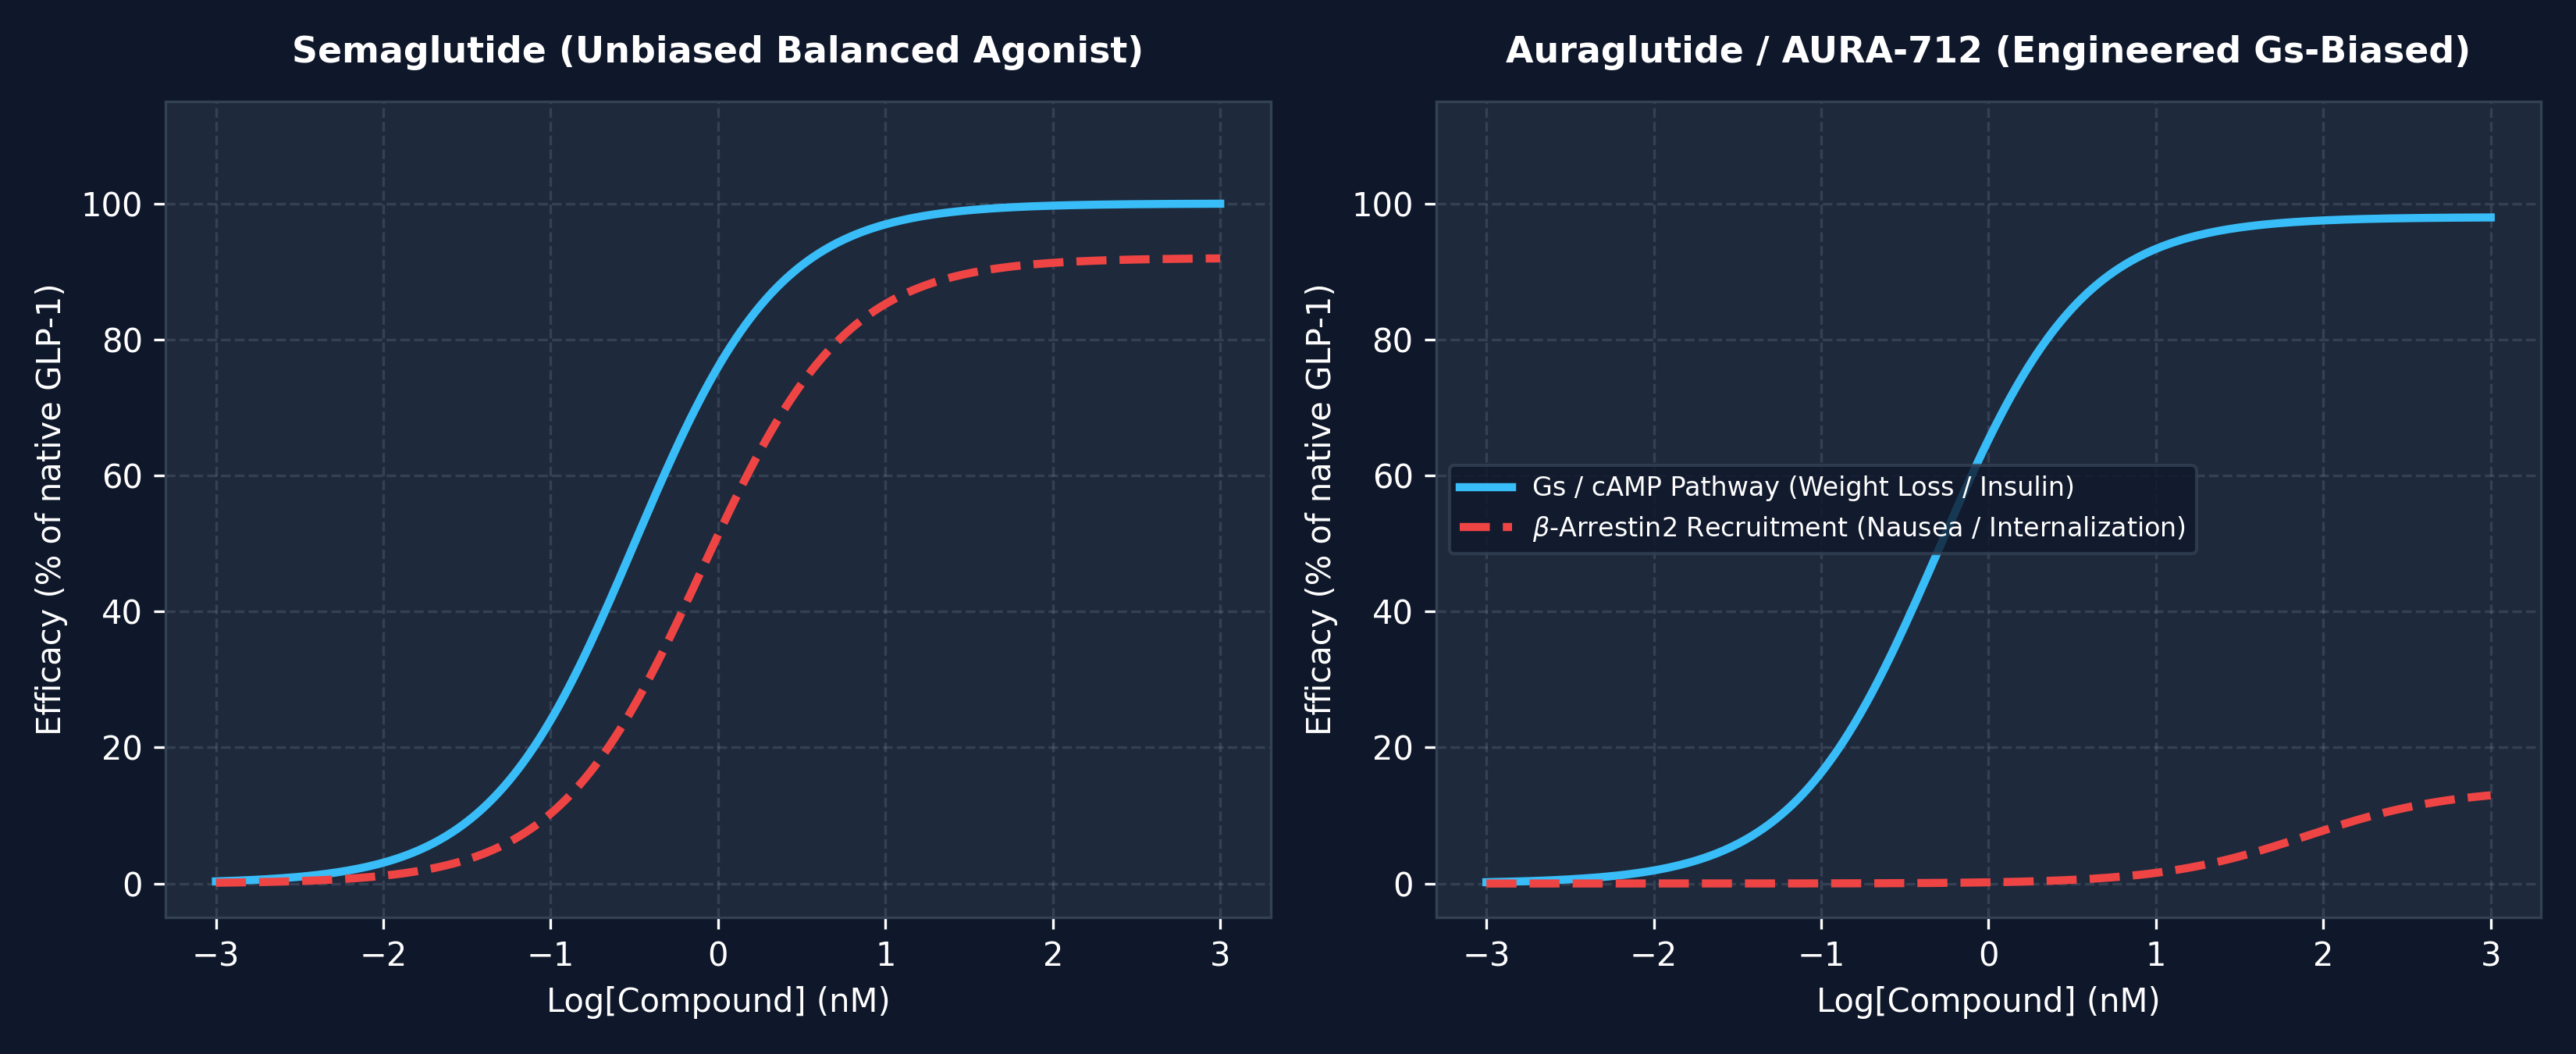 Semaglutide (Unbiased Balanced Agonist)
Efficacy (% of native GLP-1)
100
80
60
40
20
0
−3 −2 −1 0 1 2 3
Log[Compound] (nM)
Auraglutide / AURA-712 (Engineered Gs-Biased)
Efficacy (% of native GLP-1)
100
80
60
40
20
0
Gs / cAMP Pathway (Weight Loss / Insulin)
β-Arrestin2 Recruitment (Nausea / Internalization)
−3 −2 −1 0 1 2 3
Log[Compound] (nM)